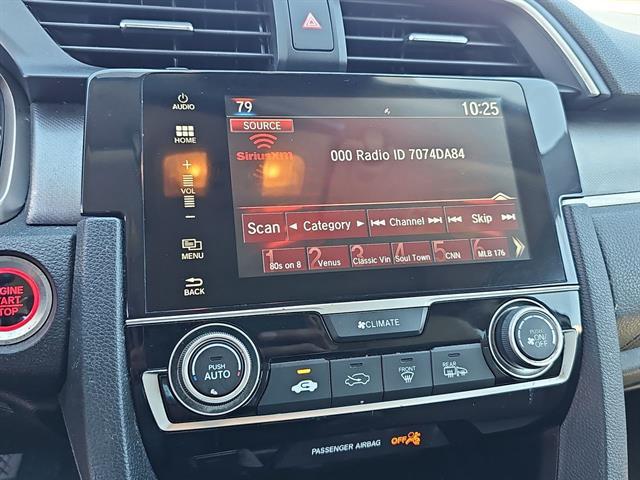 AUDIO
HOME
VOL
MENU
BACK
79
10:25
SOURCE
SiriusXM
000 Radio ID 7074DA84
Scan
Category
Channel
Skip
1 80s on 8
2 Venus
3 Classic Vin
4 Soul Town
5 CNN
6 MLB 176
ENGINE
START
STOP
CLIMATE
PUSH
AUTO
FRONT
REAR
PUSH
ON/
OFF
PASSENGER AIRBAG OFF